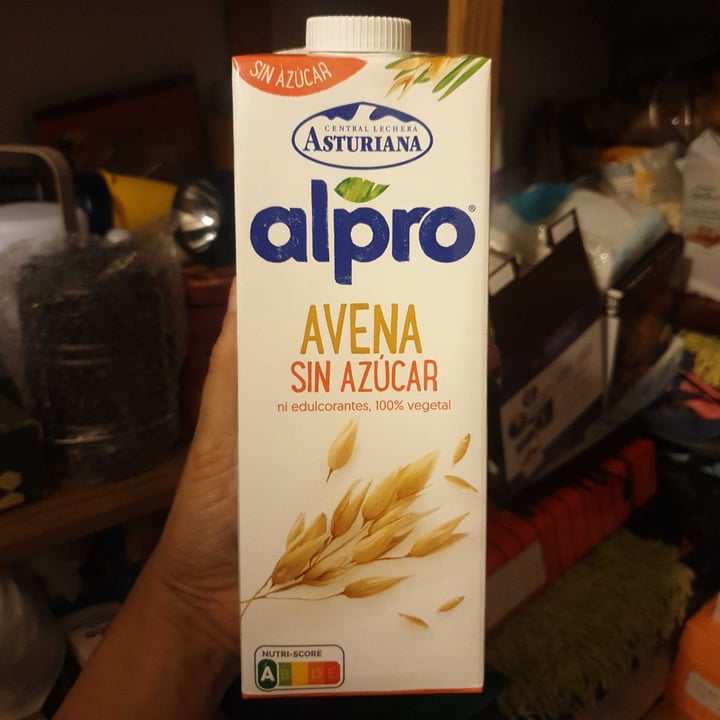 SIN AZÚCAR
CENTRAL LECHERA
ASTURIANA
alpro®
AVENA
SIN AZÚCAR
ni edulcorantes, 100% vegetal
NUTRI-SCORE
A B C D E